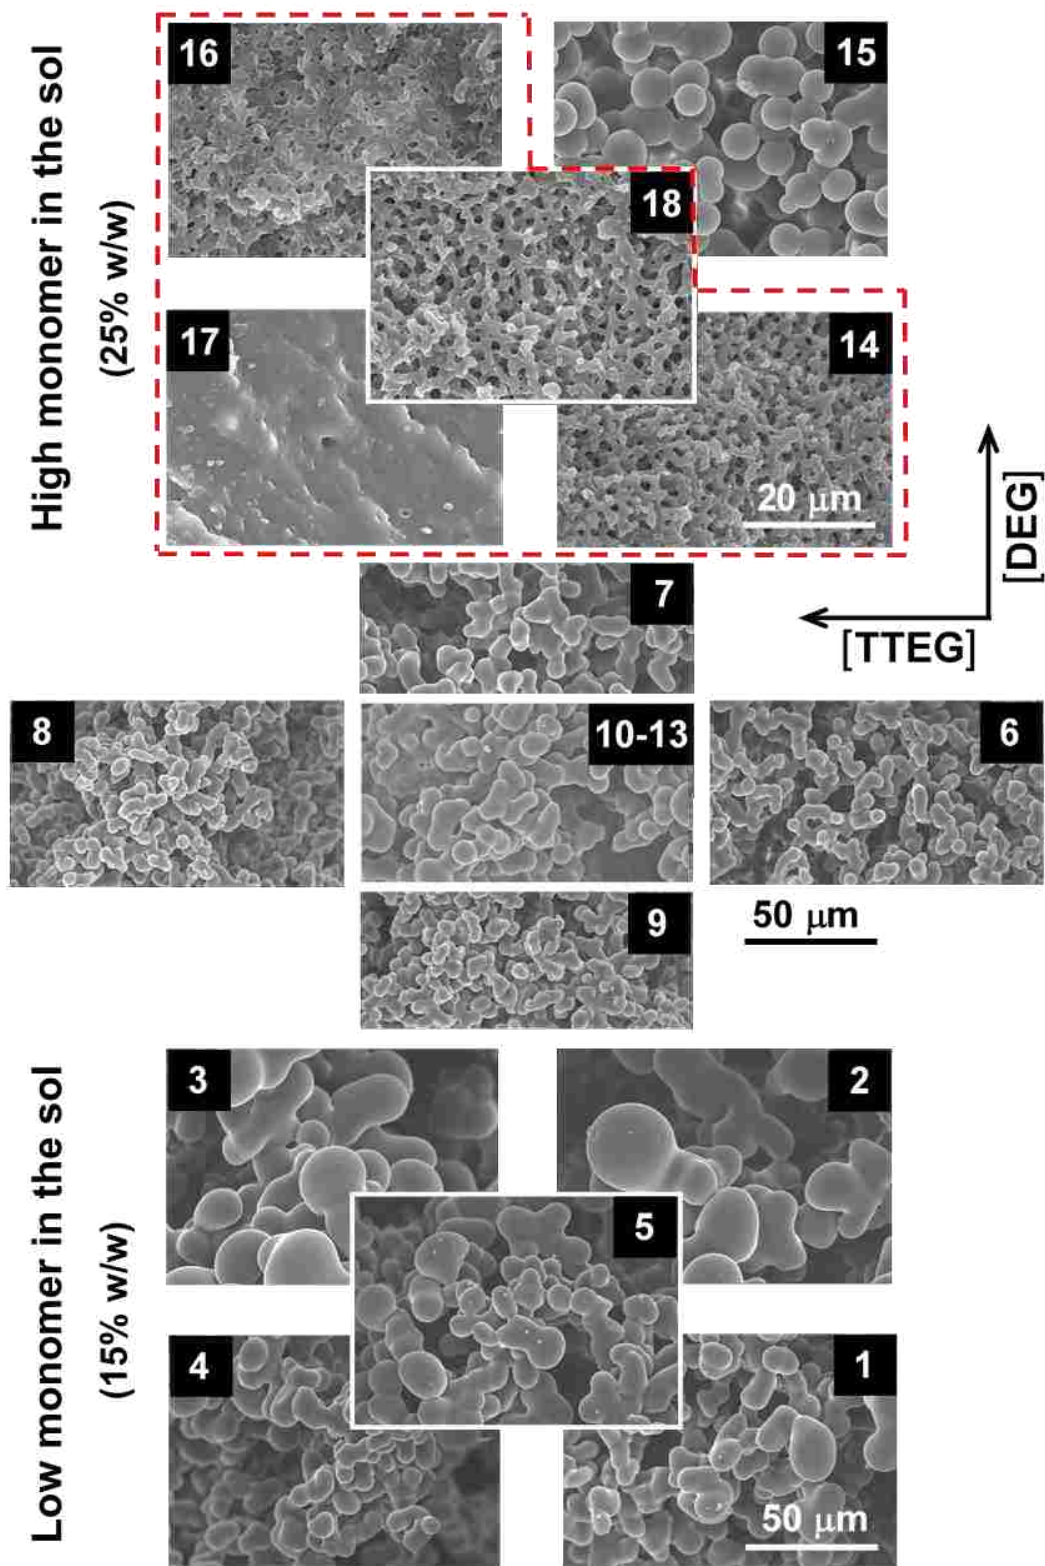 High monomer in the sol
(25% w/w)
16
15
18
17
14
20 μm
[DEG]
[TTEG]
7
8
10-13
6
9
50 μm
Low monomer in the sol
(15% w/w)
3
2
5
4
1
50 μm